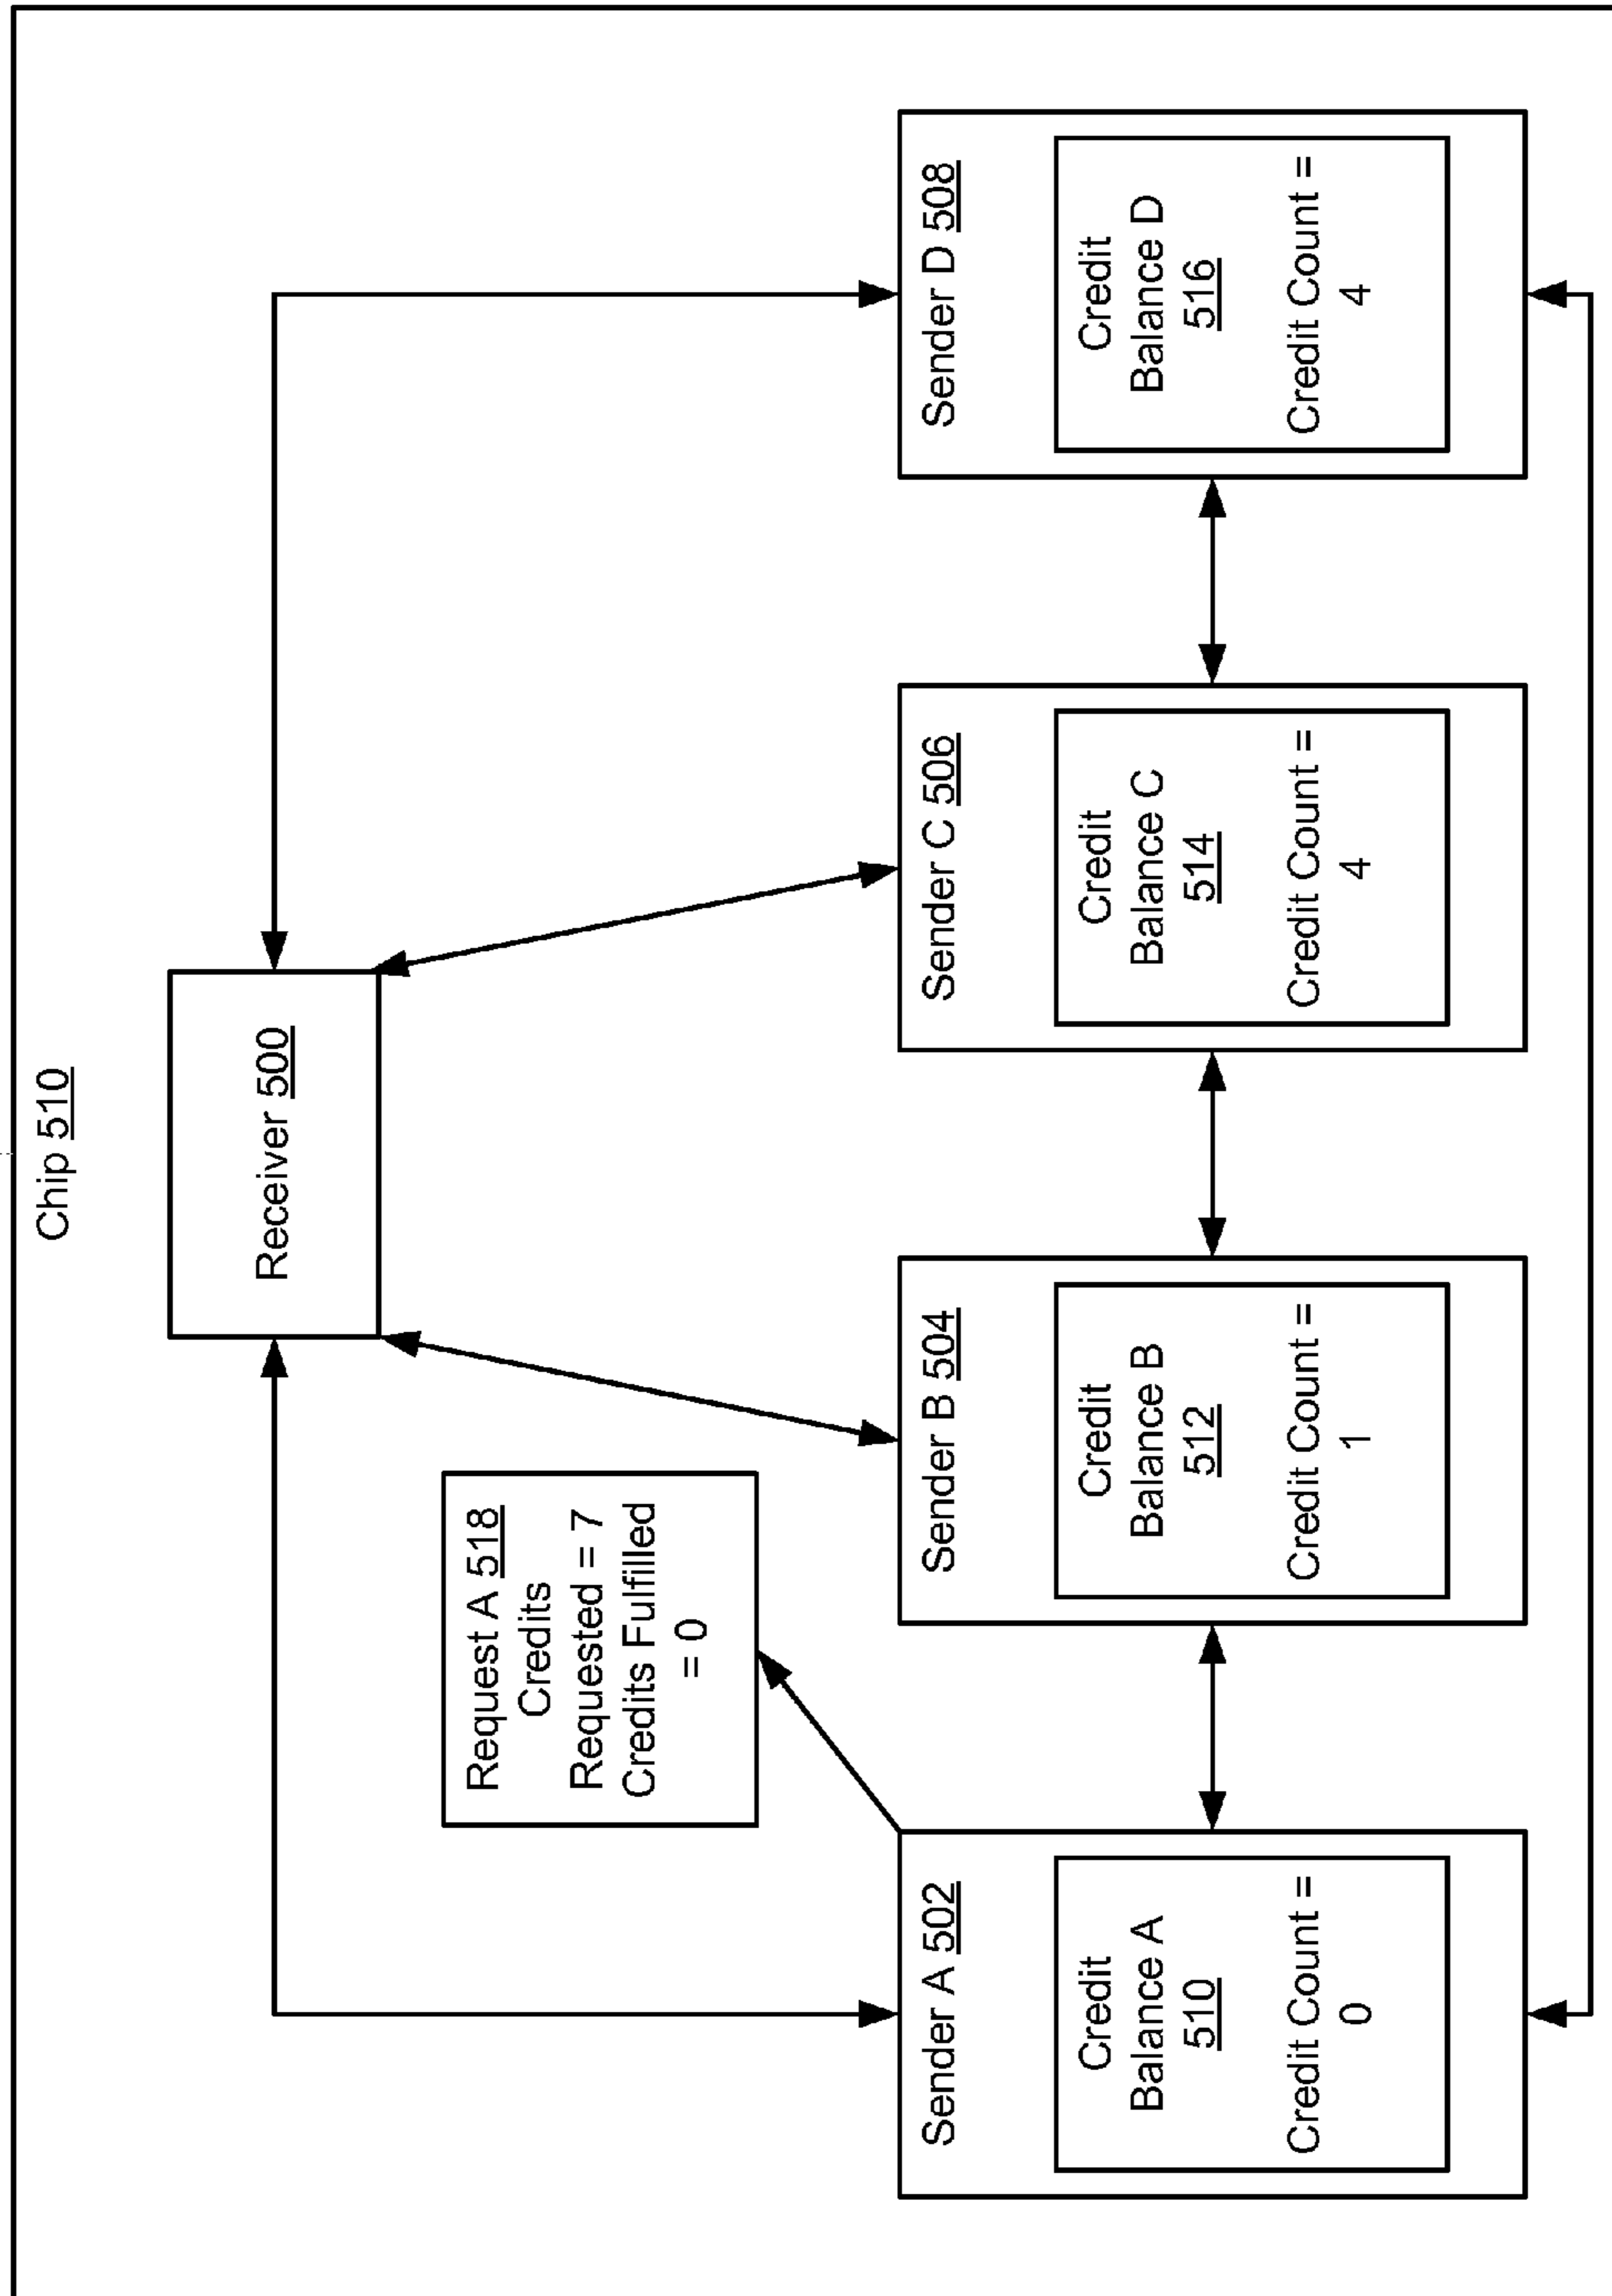 Chip 510
Receiver 500
Request A 518
Credits
Requested = 7
Credits Fulfilled
= 0
Sender A 502
Credit
Balance A
510
Credit Count =
0
Sender B 504
Credit
Balance B
512
Credit Count =
1
Sender C 506
Credit
Balance C
514
Credit Count =
4
Sender D 508
Credit
Balance D
516
Credit Count =
4